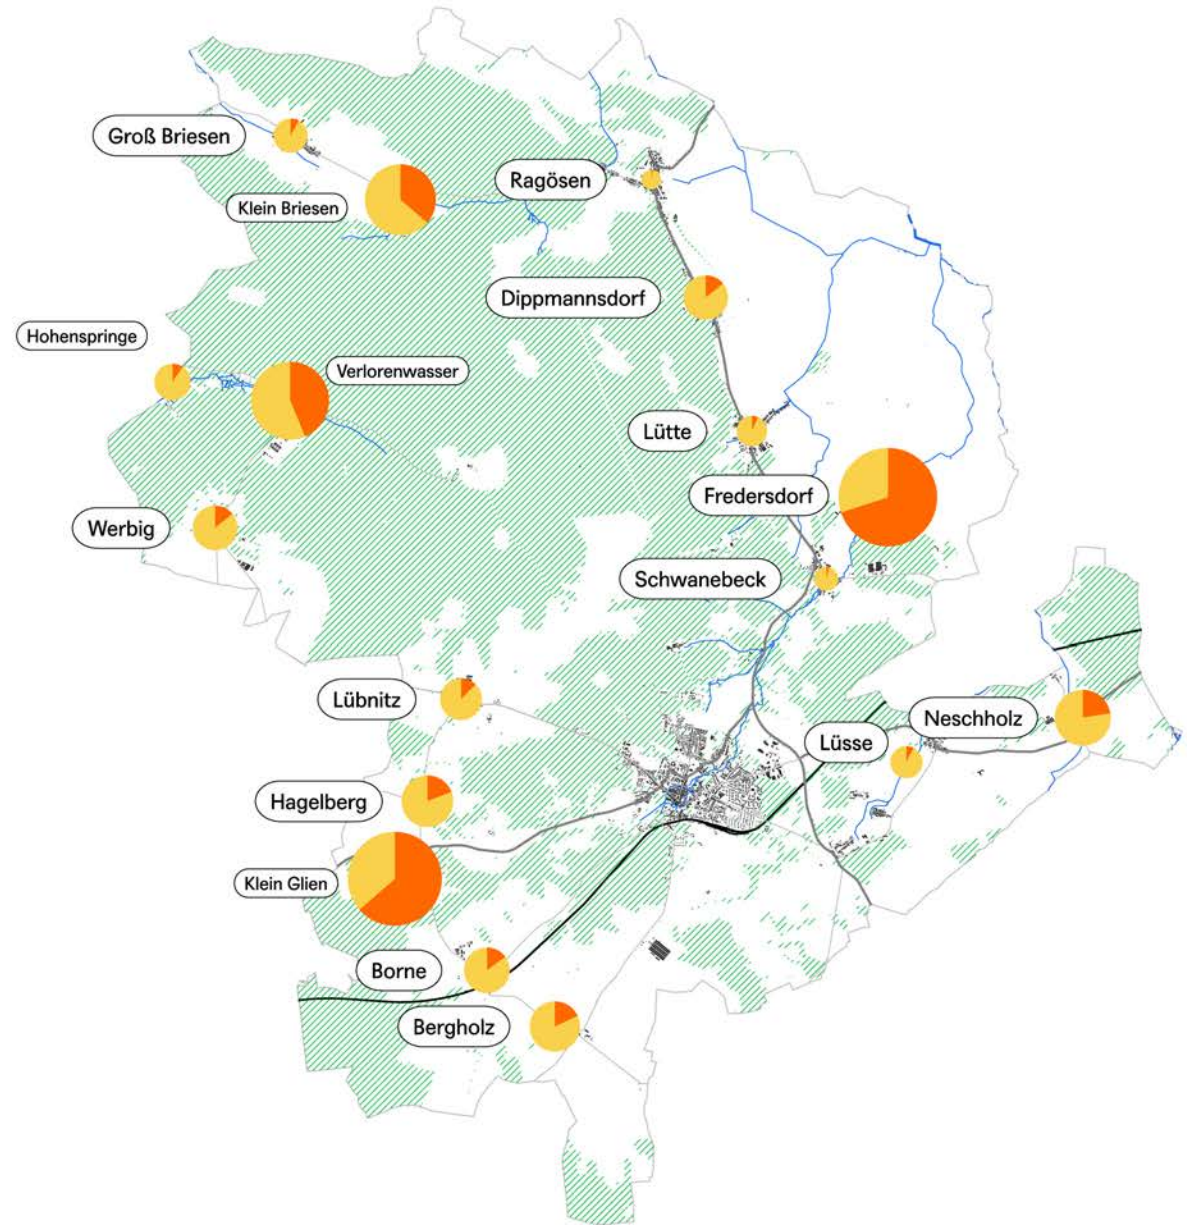 Groß Briesen
Ragösen
Klein Briesen
Dippmannsdorf
Hohenspringe
Verlorenwasser
Lütte
Fredersdorf
Werbig
Schwanebeck
Lübnitz
Neschholz
Lüsse
Hagelberg
Klein Glien
Borne
Bergholz